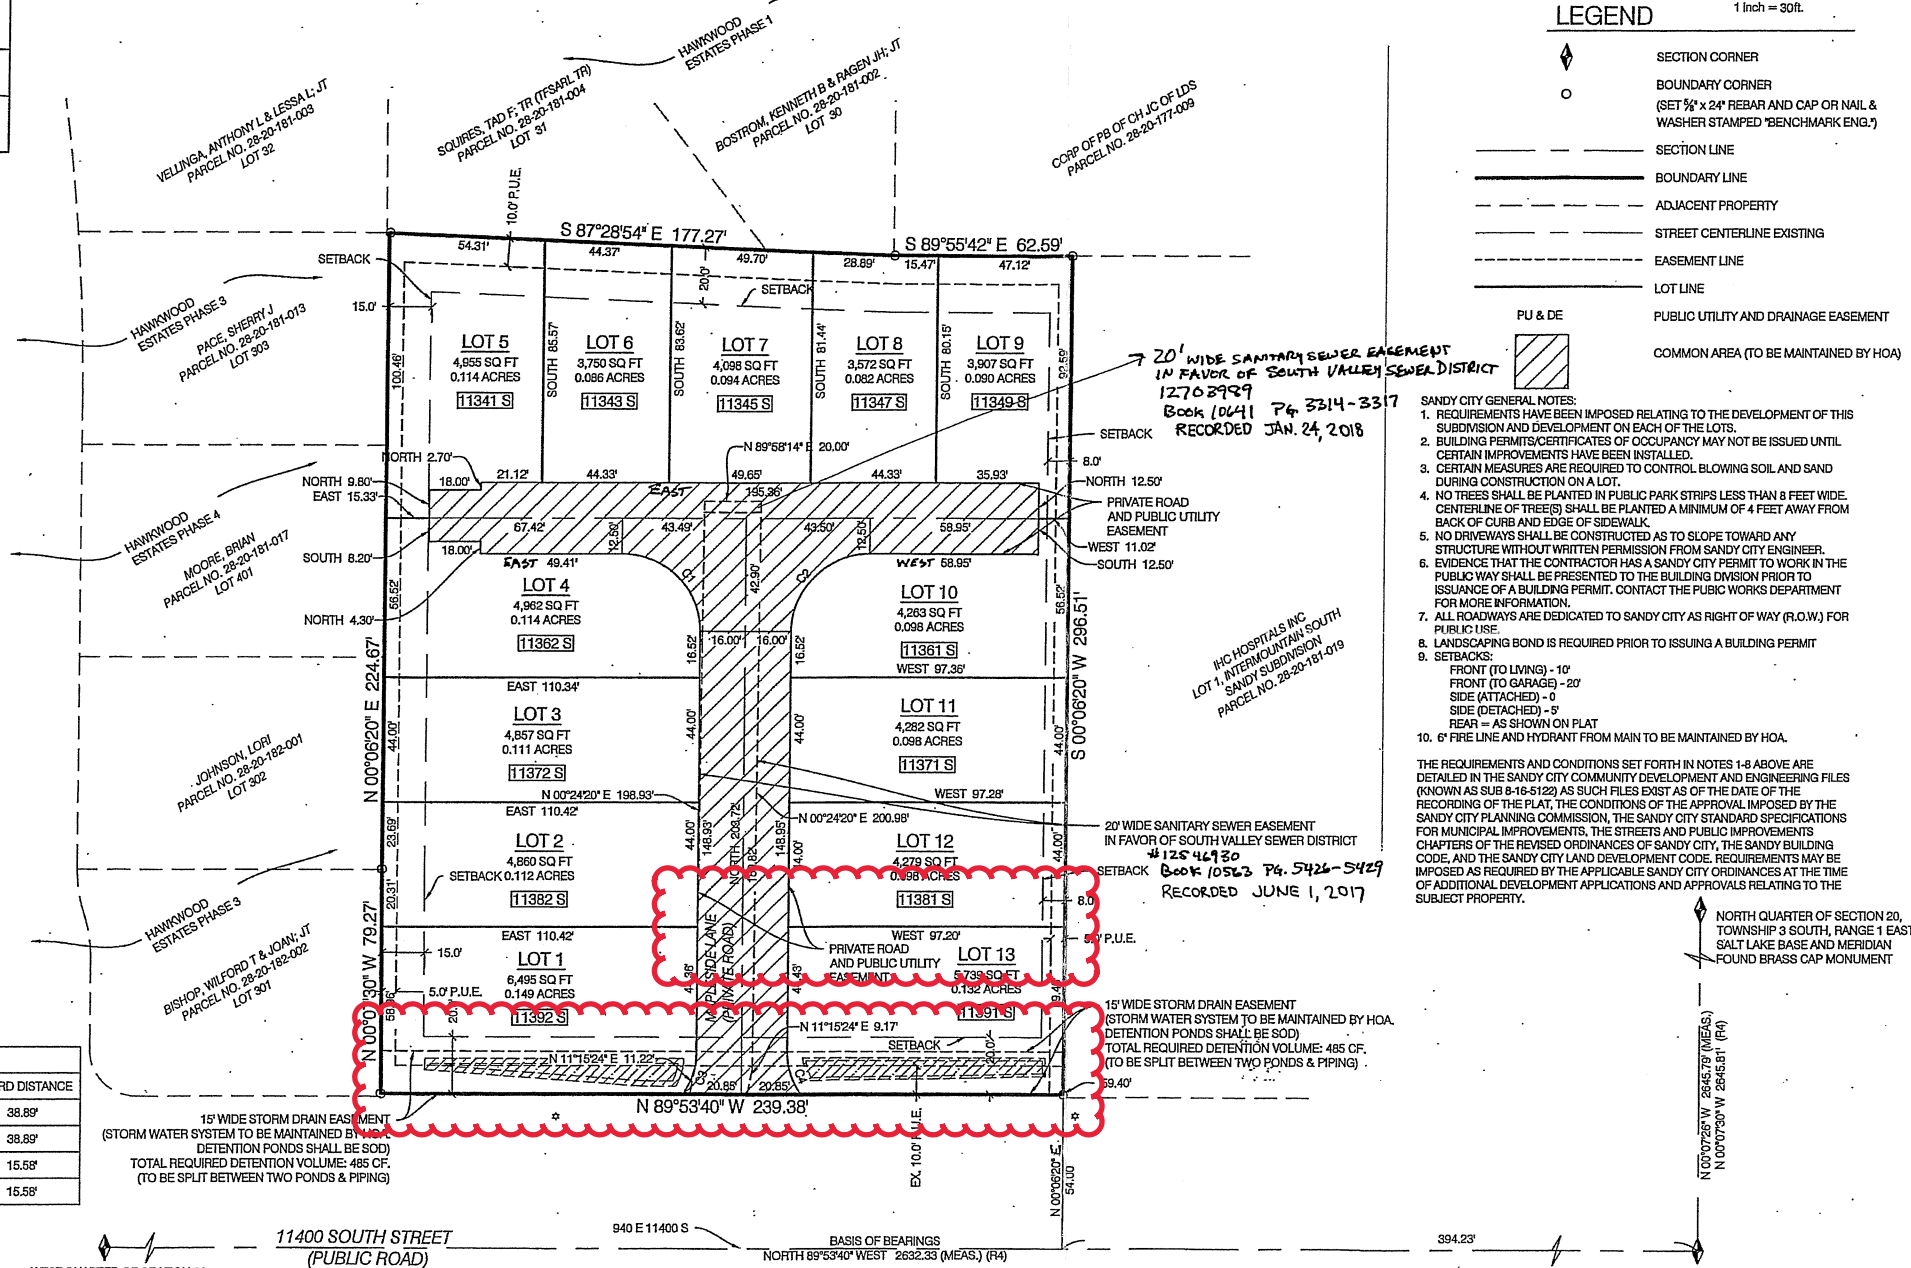 LEGEND
1 Inch = 30ft.
SECTION CORNER
BOUNDARY CORNER
(SET ⅝" x 24" REBAR AND CAP OR NAIL &
WASHER STAMPED "BENCHMARK ENG.")
SECTION LINE
BOUNDARY LINE
ADJACENT PROPERTY
STREET CENTERLINE EXISTING
EASEMENT LINE
LOT LINE
PU & DE
PUBLIC UTILITY AND DRAINAGE EASEMENT
COMMON AREA (TO BE MAINTAINED BY HOA)
SANDY CITY GENERAL NOTES:
1. REQUIREMENTS HAVE BEEN IMPOSED RELATING TO THE DEVELOPMENT OF THIS
SUBDIVISION AND DEVELOPMENT ON EACH OF THE LOTS.
2. BUILDING PERMITS/CERTIFICATES OF OCCUPANCY MAY NOT BE ISSUED UNTIL
CERTAIN IMPROVEMENTS HAVE BEEN INSTALLED.
3. CERTAIN MEASURES ARE REQUIRED TO CONTROL BLOWING SOIL AND SAND
DURING CONSTRUCTION ON A LOT.
4. NO TREES SHALL BE PLANTED IN PUBLIC PARK STRIPS LESS THAN 8 FEET WIDE.
CENTERLINE OF TREE(S) SHALL BE PLANTED A MINIMUM OF 4 FEET AWAY FROM
BACK OF CURB AND EDGE OF SIDEWALK.
5. NO DRIVEWAYS SHALL BE CONSTRUCTED AS TO SLOPE TOWARD ANY
STRUCTURE WITHOUT WRITTEN PERMISSION FROM SANDY CITY ENGINEER.
6. EVIDENCE THAT THE CONTRACTOR HAS A SANDY CITY PERMIT TO WORK IN THE
PUBLIC WAY SHALL BE PRESENTED TO THE BUILDING DIVISION PRIOR TO
ISSUANCE OF A BUILDING PERMIT. CONTACT THE PUBIC WORKS DEPARTMENT
FOR MORE INFORMATION.
7. ALL ROADWAYS ARE DEDICATED TO SANDY CITY AS RIGHT OF WAY (R.O.W.) FOR
PUBLIC USE.
8. LANDSCAPING BOND IS REQUIRED PRIOR TO ISSUING A BUILDING PERMIT
9. SETBACKS:
FRONT (TO LIVING) - 10'
FRONT (TO GARAGE) - 20'
SIDE (ATTACHED) - 0
SIDE (DETACHED) - 5'
REAR = AS SHOWN ON PLAT
10. 6" FIRE LINE AND HYDRANT FROM MAIN TO BE MAINTAINED BY HOA.
THE REQUIREMENTS AND CONDITIONS SET FORTH IN NOTES 1-8 ABOVE ARE
DETAILED IN THE SANDY CITY COMMUNITY DEVELOPMENT AND ENGINEERING FILES
(KNOWN AS SUB 8-16-5122) AS SUCH FILES EXIST AS OF THE DATE OF THE
RECORDING OF THE PLAT, THE CONDITIONS OF THE APPROVAL IMPOSED BY THE
SANDY CITY PLANNING COMMISSION, THE SANDY CITY STANDARD SPECIFICATIONS
FOR MUNICIPAL IMPROVEMENTS, THE STREETS AND PUBLIC IMPROVEMENTS
CHAPTERS OF THE REVISED ORDINANCES OF SANDY CITY, THE SANDY BUILDING
CODE, AND THE SANDY CITY LAND DEVELOPMENT CODE. REQUIREMENTS MAY BE
IMPOSED AS REQUIRED BY THE APPLICABLE SANDY CITY ORDINANCES AT THE TIME
OF ADDITIONAL DEVELOPMENT APPLICATIONS AND APPROVALS RELATING TO THE
SUBJECT PROPERTY.
NORTH QUARTER OF SECTION 20,
TOWNSHIP 3 SOUTH, RANGE 1 EAST
SALT LAKE BASE AND MERIDIAN
FOUND BRASS CAP MONUMENT
N 00°07'26" W 2645.79' (MEAS.)
N 00°07'30" W 2645.81' (R4)
HAWKWOOD
ESTATES PHASE 1
VELLINGA, ANTHONY L & LESSA L; JT
PARCEL NO. 28-20-181-003
LOT 32
SQUIRES, TAD F; TR (TFSARL TR)
PARCEL NO. 28-20-181-004
LOT 31
BOSTROM, KENNETH B & RAGEN JH; JT
PARCEL NO. 28-20-181-002
LOT 30
CORP OF PB OF CH JC OF LDS
PARCEL NO. 28-20-177-009
10.0' P.U.E.
S 87°28'54" E 177.27'
S 89°55'42" E 62.59'
54.31'
44.37'
49.70'
28.89'
15.47'
47.12'
SETBACK
20.0'
SETBACK
15.0'
HAWKWOOD
ESTATES PHASE 3
PACE, SHERRY J
PARCEL NO. 28-20-181-013
LOT 303
100.46'
LOT 5
4,955 SQ FT
0.114 ACRES
11341 S
SOUTH 85.57'
LOT 6
3,750 SQ FT
0.086 ACRES
11343 S
SOUTH 83.62'
LOT 7
4,098 SQ FT
0.094 ACRES
11345 S
SOUTH 81.44'
LOT 8
3,572 SQ FT
0.082 ACRES
11347 S
SOUTH 80.15'
LOT 9
3,907 SQ FT
0.090 ACRES
11349 S
92.59'
20' WIDE SANITARY SEWER EASEMENT
IN FAVOR OF SOUTH VALLEY SEWER DISTRICT
12703989
BOOK 10641 PG. 3314-3317
RECORDED JAN. 24, 2018
SETBACK
8.0'
N 89°58'14" E 20.00'
NORTH 2.70'
NORTH 9.80'
EAST 15.33'
18.00'
21.12'
44.33'
49.65'
44.33'
35.93'
NORTH 12.50'
EAST
195.36'
PRIVATE ROAD
AND PUBLIC UTILITY
EASEMENT
67.42'
12.50'
43.49'
43.50'
12.50'
58.95'
WEST 11.02'
SOUTH 12.50'
SOUTH 8.20'
18.00'
EAST 49.41'
WEST 58.95'
HAWKWOOD
ESTATES PHASE 4
MOORE, BRIAN
PARCEL NO. 28-20-181-017
LOT 401
NORTH 4.30'
56.52'
LOT 4
4,962 SQ FT
0.114 ACRES
11362 S
C1
C2
42.90'
16.00'
16.00'
16.52'
16.52'
LOT 10
4,263 SQ FT
0.098 ACRES
11361 S
56.52'
S 00°06'20" W 296.51'
IHC HOSPITALS INC
LOT 1, INTERMOUNTAIN SOUTH
SANDY SUBDIVISION
PARCEL NO. 28-20-181-019
N 00°06'20" E 224.67'
EAST 110.34'
WEST 97.36'
JOHNSON, LORI
PARCEL NO. 28-20-182-001
LOT 302
44.00'
LOT 3
4,857 SQ FT
0.111 ACRES
11372 S
44.00'
44.00'
LOT 11
4,282 SQ FT
0.098 ACRES
11371 S
44.00'
N 00°24'20" E 198.93'
EAST 110.42'
WEST 97.28'
N 00°24'20" E 200.98'
20' WIDE SANITARY SEWER EASEMENT
IN FAVOR OF SOUTH VALLEY SEWER DISTRICT
#12546930
BOOK 10563 PG. 5426-5429
RECORDED JUNE 1, 2017
23.69'
20.31'
LOT 2
4,860 SQ FT
SETBACK 0.112 ACRES
11382 S
44.00'
148.93'
NORTH 209.72'
148.95'
LOT 12
4,279 SQ FT
0.098 ACRES
11381 S
44.00'
SETBACK
8.0'
5.0' P.U.E.
HAWKWOOD
ESTATES PHASE 3
BISHOP, WILFORD T & JOAN; JT
PARCEL NO. 28-20-182-002
LOT 301
EAST 110.42'
WEST 97.20'
15.0'
LOT 1
6,495 SQ FT
0.149 ACRES
11392 S
5.0' P.U.E.
MAPLESIDE LANE
(PRIVATE ROAD)
PRIVATE ROAD
AND PUBLIC UTILITY
EASEMENT
LOT 13
5,739 SQ FT
0.132 ACRES
11391 S
15' WIDE STORM DRAIN EASEMENT
(STORM WATER SYSTEM TO BE MAINTAINED BY HOA.
DETENTION PONDS SHALL BE SOD)
TOTAL REQUIRED DETENTION VOLUME: 485 CF.
(TO BE SPLIT BETWEEN TWO PONDS & PIPING)
N 11°15'24" E 9.17'
SETBACK
20.0'
N 11°15'24" E 11.22'
C3
20.85'
20.85'
C4
59.40'
N 89°53'40" W 239.38'
15' WIDE STORM DRAIN EASEMENT
(STORM WATER SYSTEM TO BE MAINTAINED BY HOA.
DETENTION PONDS SHALL BE SOD)
TOTAL REQUIRED DETENTION VOLUME: 485 CF.
(TO BE SPLIT BETWEEN TWO PONDS & PIPING)
EX. 10.0' P.U.E.
N 00°06'20" E
54.00
RD DISTANCE
38.89'
38.89'
15.58'
15.58'
11400 SOUTH STREET
(PUBLIC ROAD)
940 E 11400 S
BASIS OF BEARINGS
NORTH 89°53'40" WEST 2632.33 (MEAS.) (R4)
394.23'